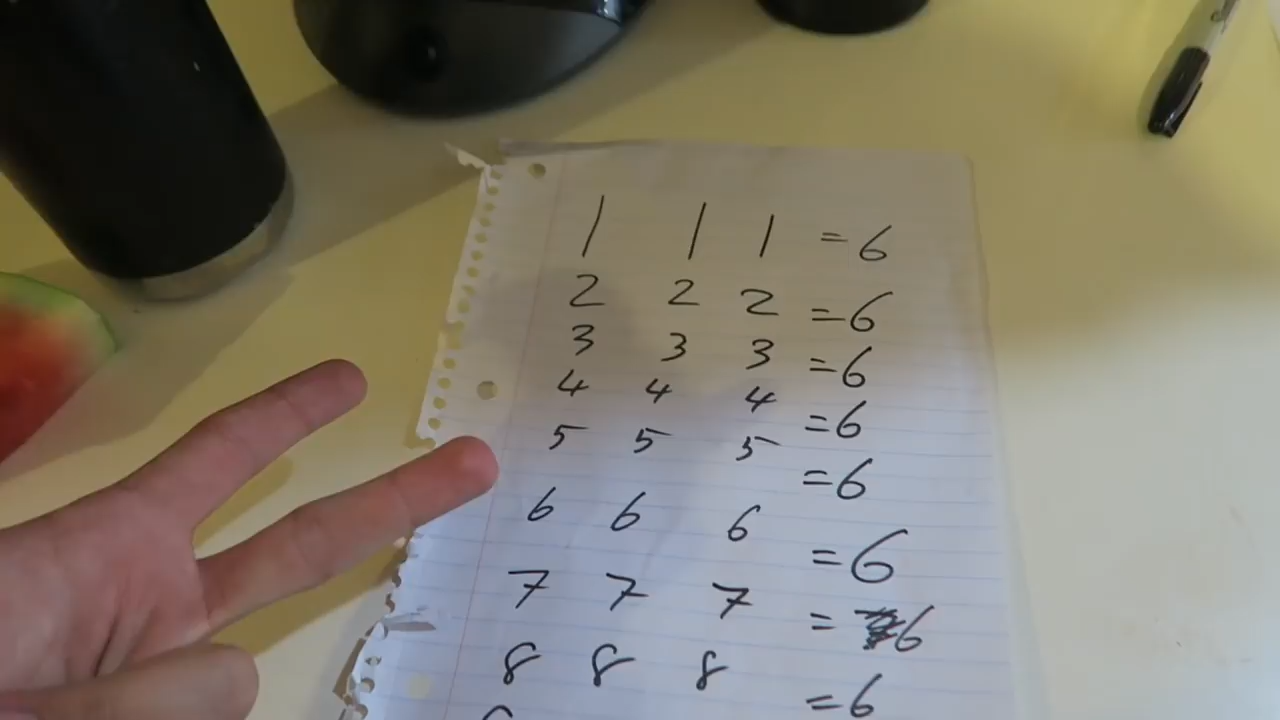 1 1 1 = 6
2 2 2 = 6
3 3 3 = 6
4 4 4 = 6
5 5 5 = 6
6 6 6 = 6
7 7 7 = 6
8 8 8 = 6